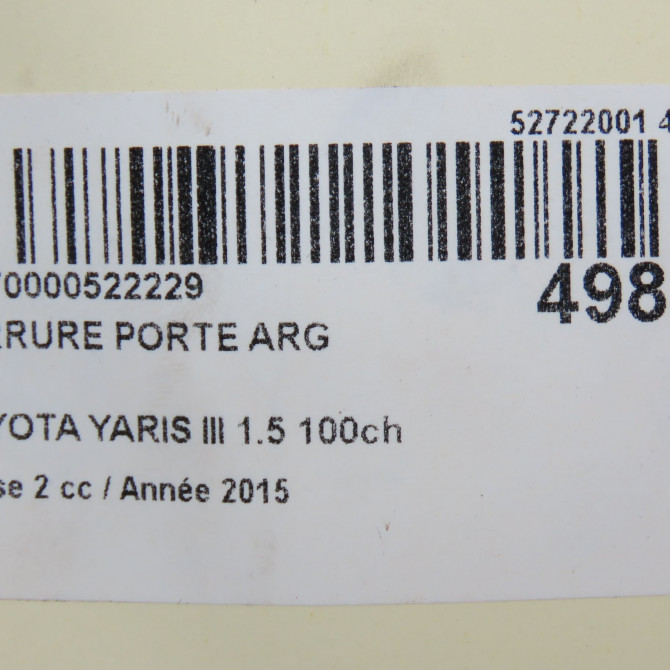 52722001 4
70000522229
498
RRURE PORTE ARG
YOTA YARIS III 1.5 100ch
se 2 cc / Année 2015